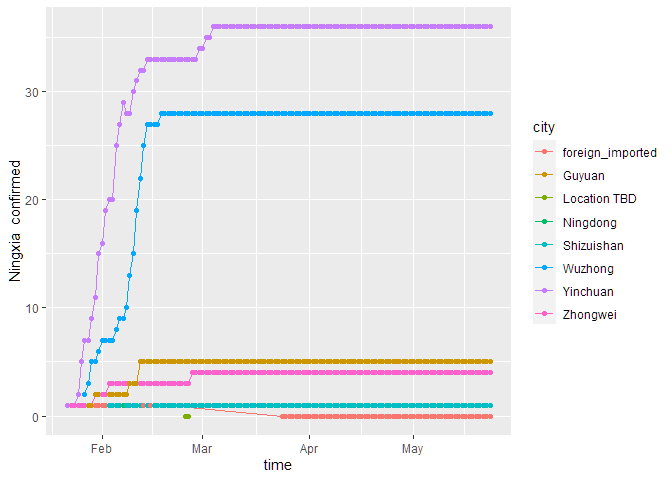 30
20
10
0
Ningxia confirmed
Feb
Mar
Apr
May
time
city
foreign_imported
Guyuan
Location TBD
Ningdong
Shizuishan
Wuzhong
Yinchuan
Zhongwei